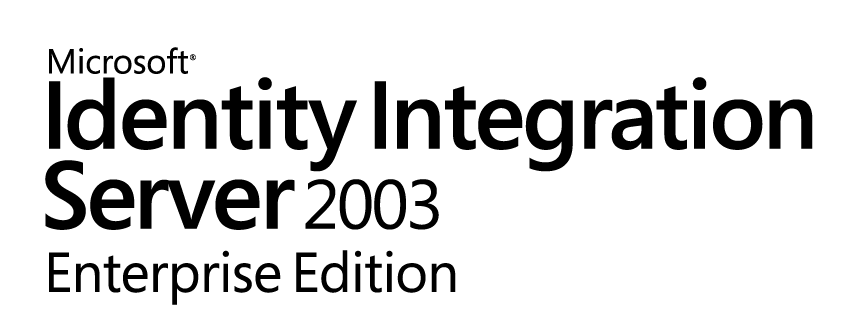 Microsoft®
Identity Integration
Server 2003
Enterprise Edition